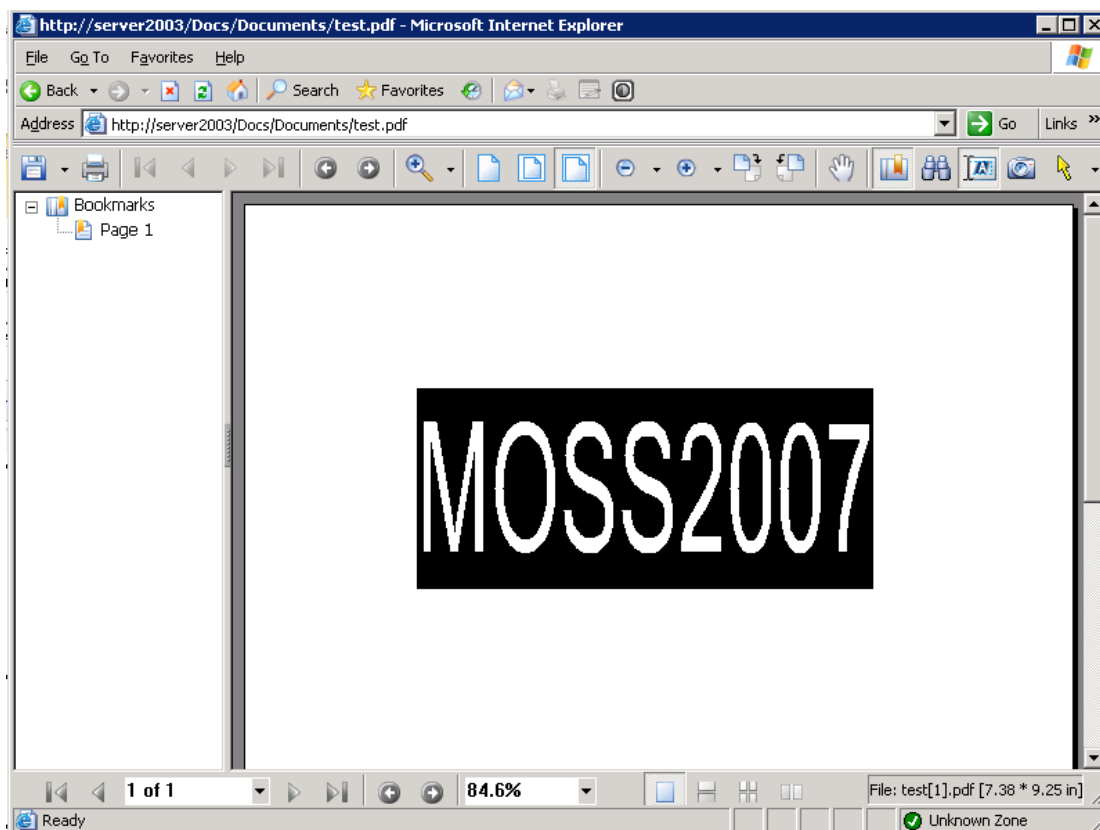 http://server2003/Docs/Documents/test.pdf - Microsoft Internet Explorer
File Go To Favorites Help
Back Search Favorites
Address http://server2003/Docs/Documents/test.pdf Go Links »
Bookmarks
Page 1
MOSS2007
1 of 1 84.6% File: test[1].pdf [7.38 * 9.25 in]
Ready Unknown Zone